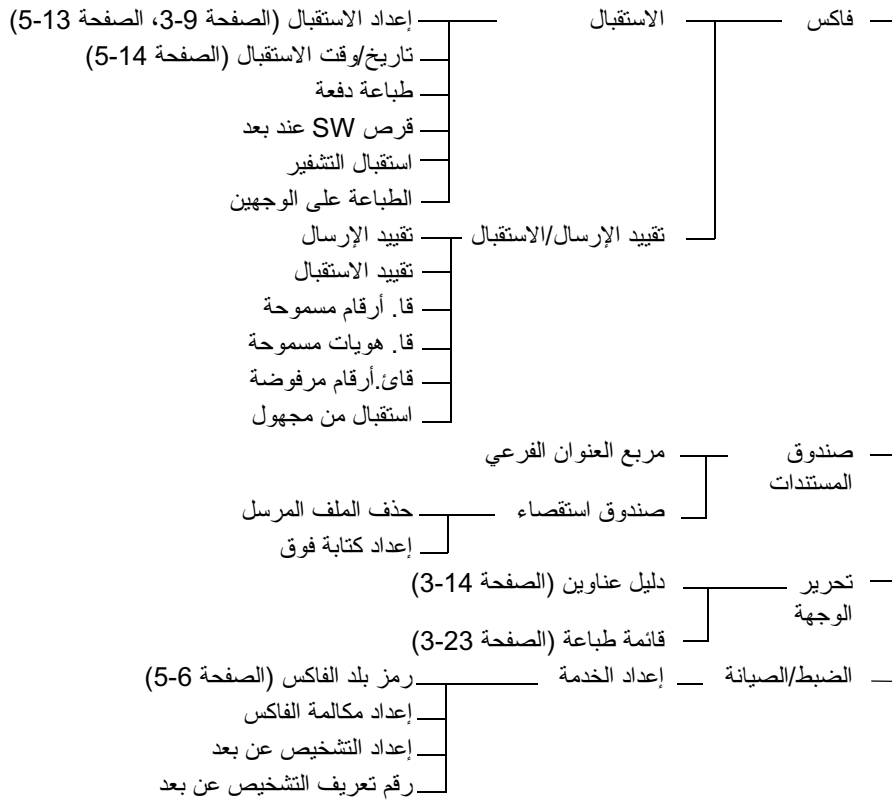 فاكس الاستقبال إعداد الاستقبال (الصفحة 9-3، الصفحة 13-5)
تاريخ/وقت الاستقبال (الصفحة 14-5)
طباعة دفعة
قرص SW عند بعد
استقبال التشفير
الطباعة على الوجهين
تقييد الإرسال/الاستقبال تقييد الإرسال
تقييد الاستقبال
قا. أرقام مسموحة
قا. هويات مسموحة
قائ.أرقام مرفوضة
استقبال من مجهول
صندوق المستندات مربع العنوان الفرعي
صندوق استقصاء حذف الملف المرسل
إعداد كتابة فوق
تحرير الوجهة دليل عناوين (الصفحة 14-3)
قائمة طباعة (الصفحة 23-3)
الضبط/الصيانة إعداد الخدمة رمز بلد الفاكس (الصفحة 6-5)
إعداد مكالمة الفاكس
إعداد التشخيص عن بعد
رقم تعريف التشخيص عن بعد